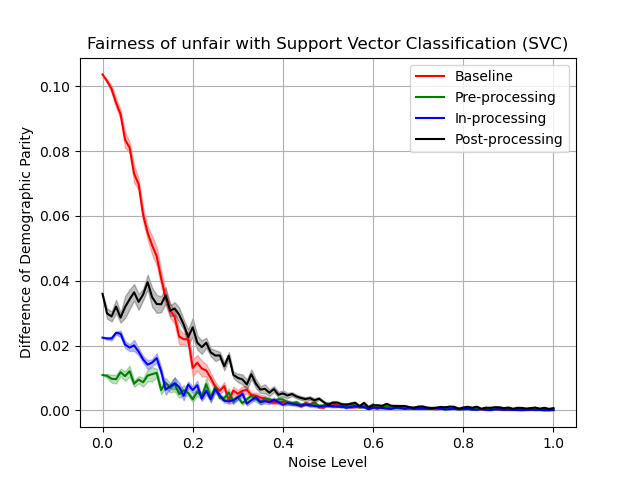 Fairness of unfair with Support Vector Classification (SVC)
Baseline
Pre-processing
In-processing
Post-processing
Difference of Demographic Parity
0.10
0.08
0.06
0.04
0.02
0.00
0.0 0.2 0.4 0.6 0.8 1.0
Noise Level